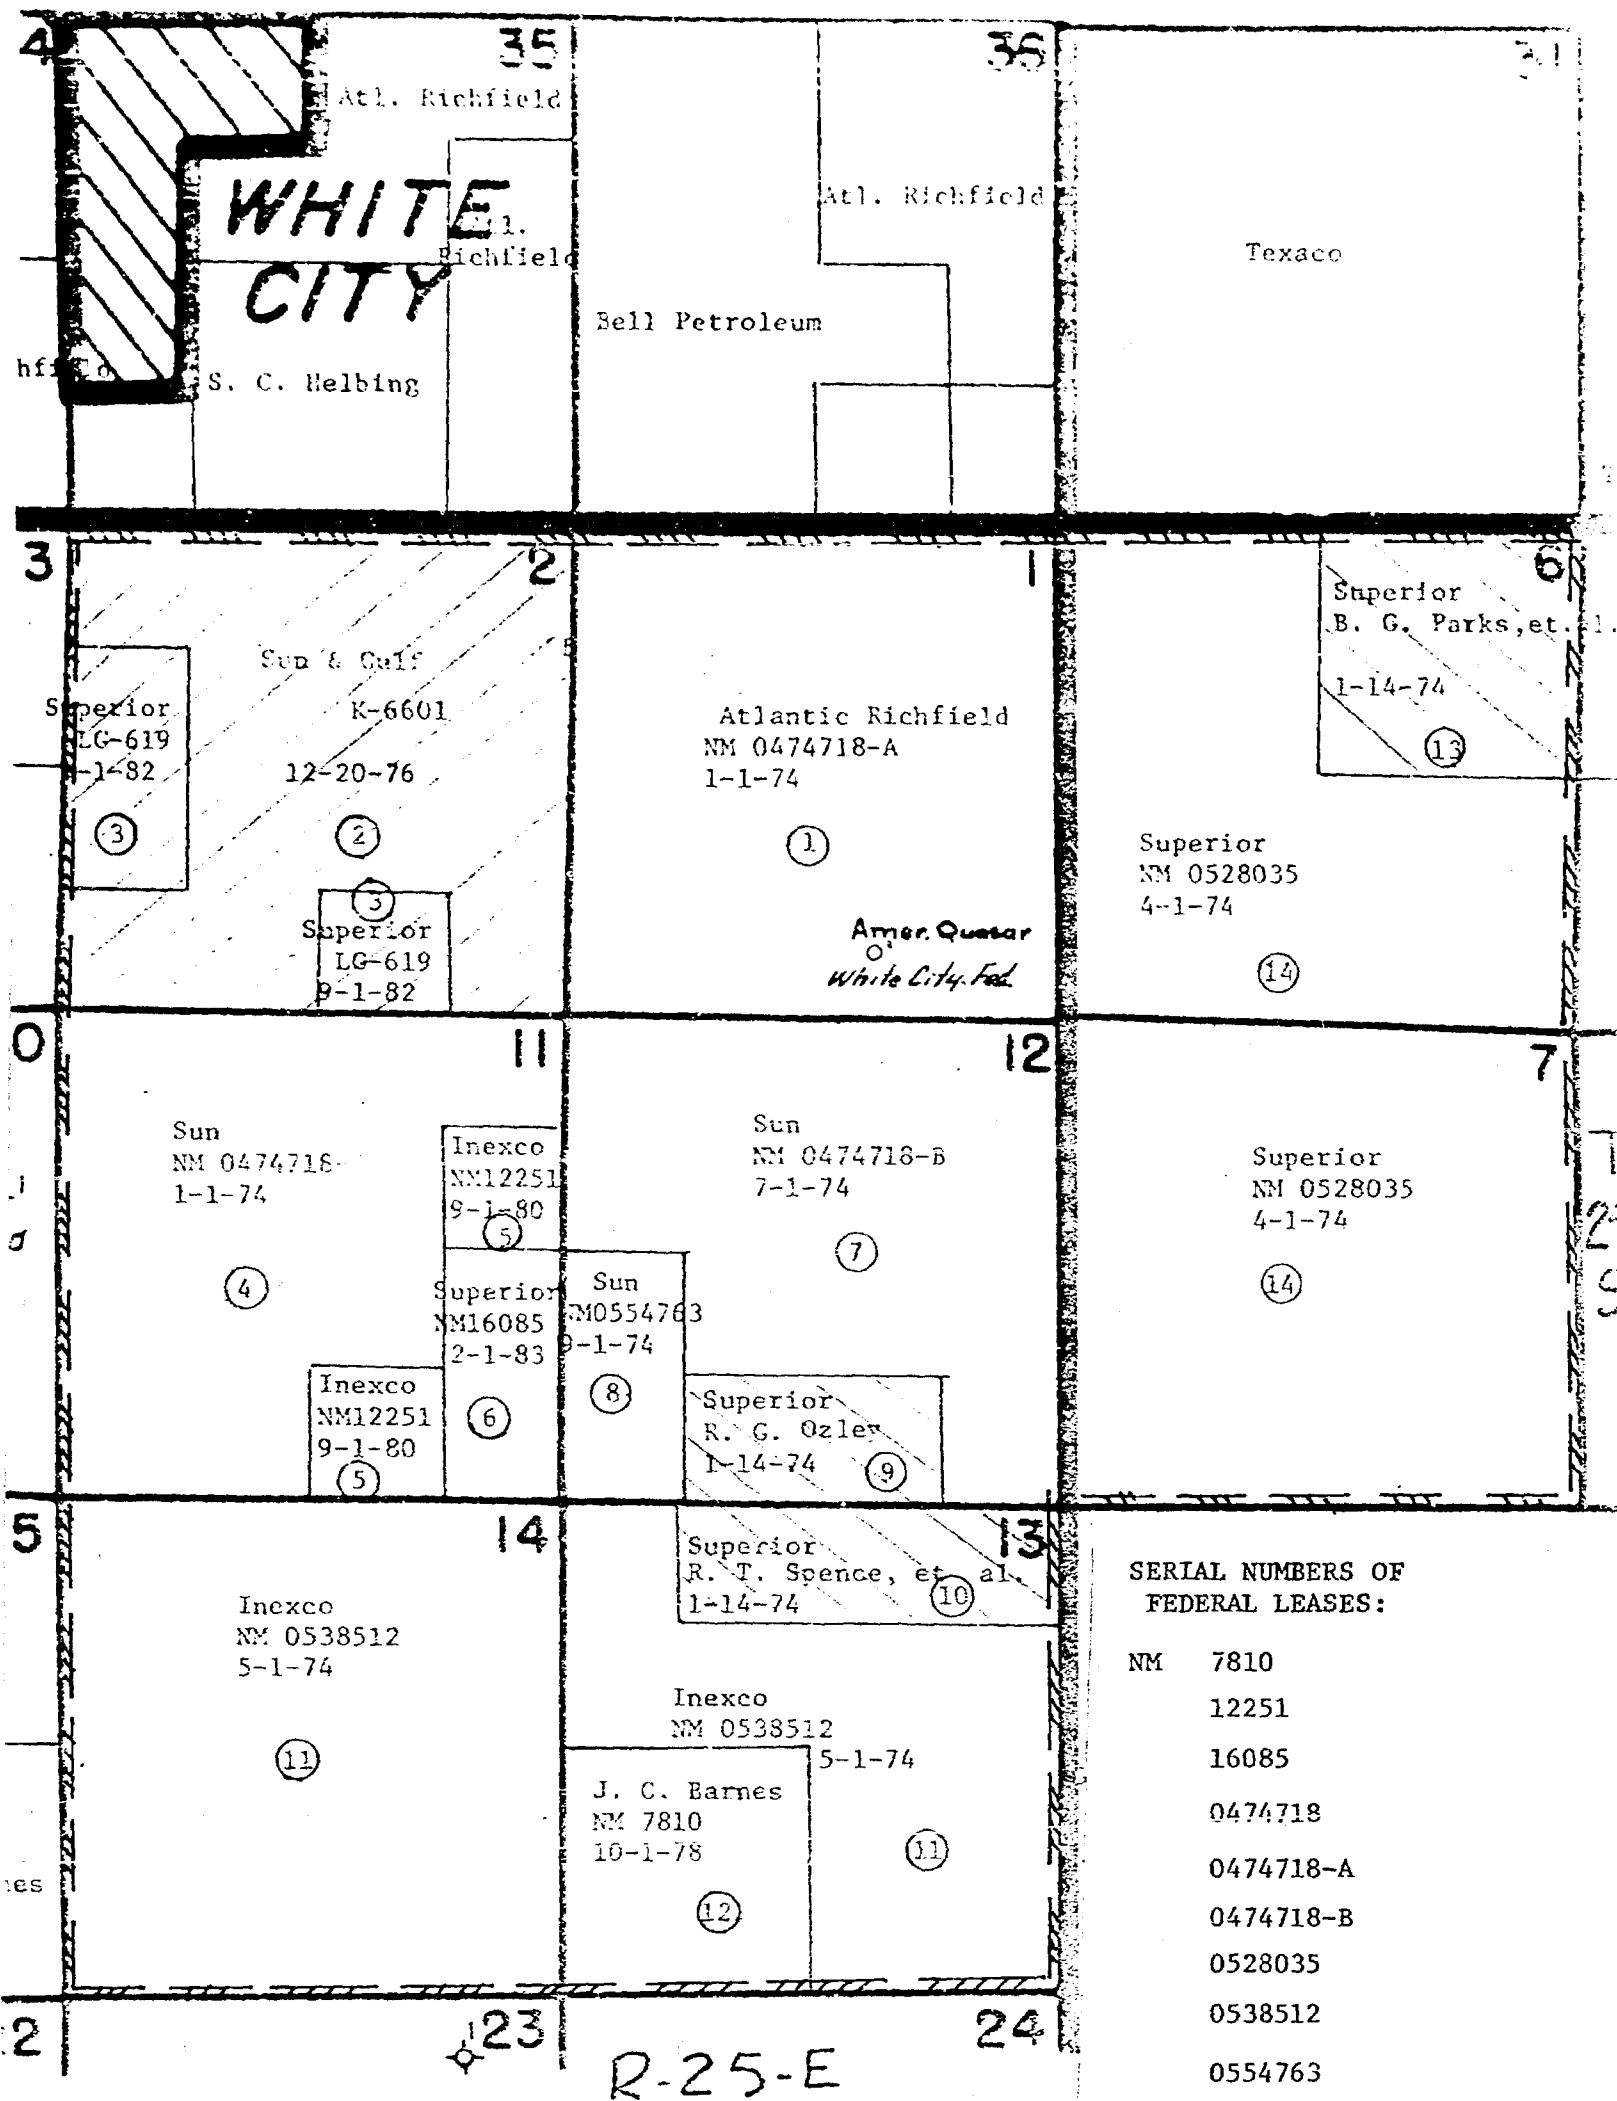 4
35
36
31
Atl. Richfield
WHITE
CITY
Atl. Richfield
Richfield
Texaco
Bell Petroleum
S. C. Helbing
3
2
1
6
Superior
B. G. Parks, et.
1-14-74
13
Sun & Gulf
K-6601
12-20-76
2
Superior
LG-619
-1-82
3
3
Superior
LG-619
9-1-82
Atlantic Richfield
NM 0474718-A
1-1-74
1
Amer. Quasar
White City-Fed.
Superior
NM 0528035
4-1-74
14
0
11
12
7
Sun
NM 0474718
1-1-74
4
Inexco
NM12251
9-1-80
5
Superior
NM16085
2-1-83
6
Inexco
NM12251
9-1-80
5
Sun
NM 0474718-B
7-1-74
7
Sun
NM0554763
9-1-74
8
Superior
R. G. Ozley
1-14-74
9
Superior
NM 0528035
4-1-74
14
5
14
13
Superior
R. T. Spence, et al.
1-14-74
10
Inexco
NM 0538512
5-1-74
11
Inexco
NM 0538512
5-1-74
11
J. C. Barnes
NM 7810
10-1-78
12
SERIAL NUMBERS OF
FEDERAL LEASES:
NM 7810
12251
16085
0474718
0474718-A
0474718-B
0528035
0538512
0554763
2
23
24
R-25-E